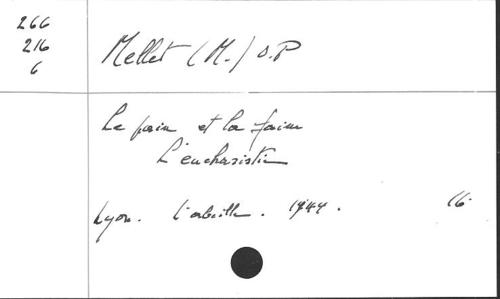 266
216
6
Mellet (M.) O.P
Le pain et la faim
L'eucharistie
Lyon. L'abeille. 1944. 16.